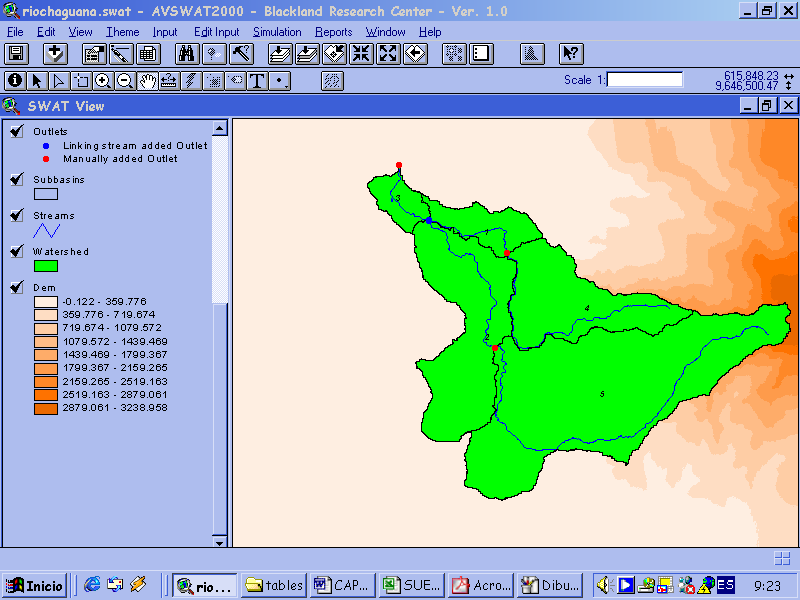 riochaguana.swat - AVSWAT2000 - Blackland Research Center - Ver. 1.0
File Edit View Theme Input Edit Input Simulation Reports Window Help
Scale 1: 615,848.23
9,646,500.47
SWAT View
Outlets
Linking stream added Outlet
Manually added Outlet
Subbasins
Streams
Watershed
Dem
-0.122 - 359.776
359.776 - 719.674
719.674 - 1079.572
1079.572 - 1439.469
1439.469 - 1799.367
1799.367 - 2159.265
2159.265 - 2519.163
2519.163 - 2879.061
2879.061 - 3238.958
3
4
5
Inicio rio... tables CAP... SUE... Acro... Dibu... ES 9:23